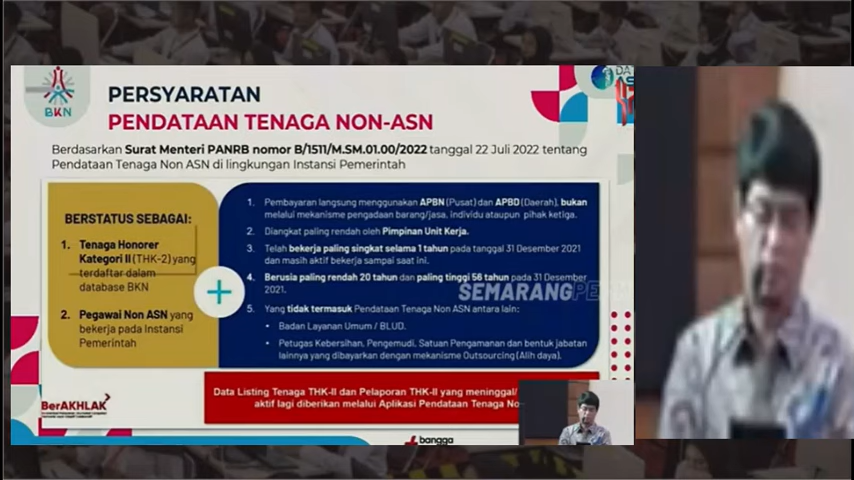 BKN
PERSYARATAN
PENDATAAN TENAGA NON-ASN
Berdasarkan Surat Menteri PANRB nomor B/1511/M.SM.01.00/2022 tanggal 22 Juli 2022 tentang
Pendataan Tenaga Non ASN di lingkungan Instansi Pemerintah
BERSTATUS SEBAGAI:
1. Tenaga Honorer
Kategori II (THK-2) yang
terdaftar dalam
database BKN
2. Pegawai Non ASN yang
bekerja pada Instansi
Pemerintah
+
1. Pembayaran langsung menggunakan APBN (Pusat) dan APBD (Daerah), bukan
melalui mekanisme pengadaan barang/jasa, individu ataupun pihak ketiga.
2. Diangkat paling rendah oleh Pimpinan Unit Kerja.
3. Telah bekerja paling singkat selama 1 tahun pada tanggal 31 Desember 2021
dan masih aktif bekerja sampai saat ini.
4. Berusia paling rendah 20 tahun dan paling tinggi 56 tahun pada 31 Desember
2021.
SEMARANG
5. Yang tidak termasuk Pendataan Tenaga Non ASN antara lain:
• Badan Layanan Umum / BLUD.
• Petugas Kebersihan, Pengemudi, Satuan Pengamanan dan bentuk jabatan
lainnya yang dibayarkan dengan mekanisme Outsourcing (Alih daya).
Data Listing Tenaga THK-II dan Pelaporan THK-II yang meninggal/
aktif lagi diberikan melalui Aplikasi Pendataan Tenaga No
BerAKHLAK
bangga